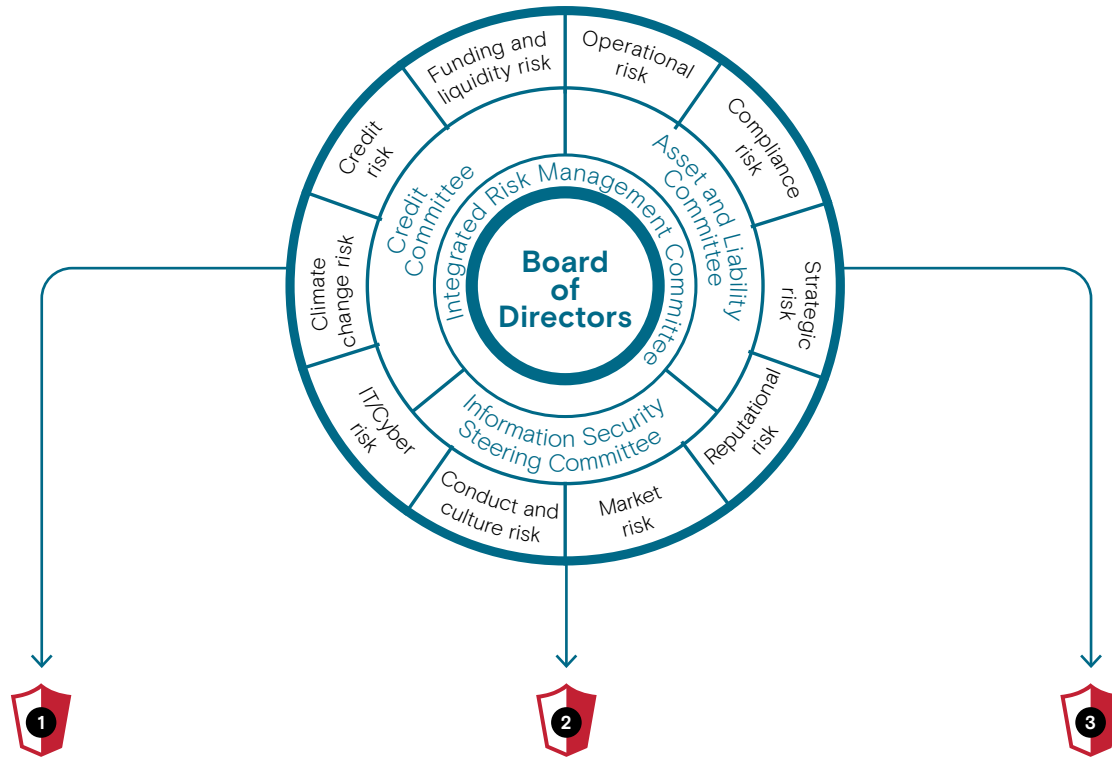 Funding and
liquidity risk
Operational
risk
Compliance
risk
Strategic
risk
Reputational
risk
Market
risk
Conduct and
culture risk
IT/Cyber
risk
Climate
change risk
Credit
risk
Credit
Committee
Asset and Liability
Committee
Information Security
Steering Committee
Integrated Risk Management Committee
Board
of
Directors
1
2
3